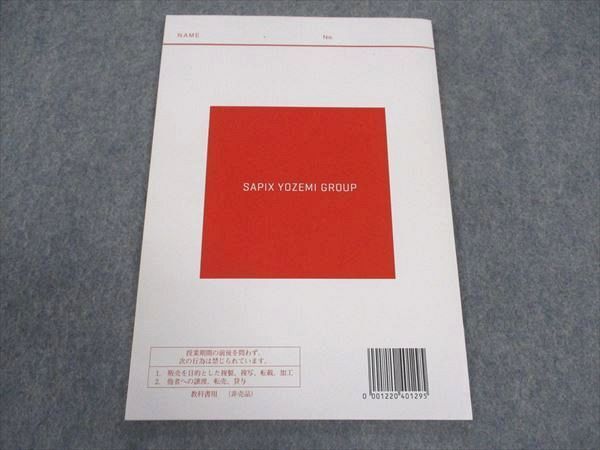 NAME No.
SAPIX YOZEMI GROUP
授業期間の前後を問わず、
次の行為は禁じられています。
1. 販売を目的とした複製、複写、転載、加工
2. 他者への譲渡、転売、貸与
教科書用 (非売品)
0 001220 401295